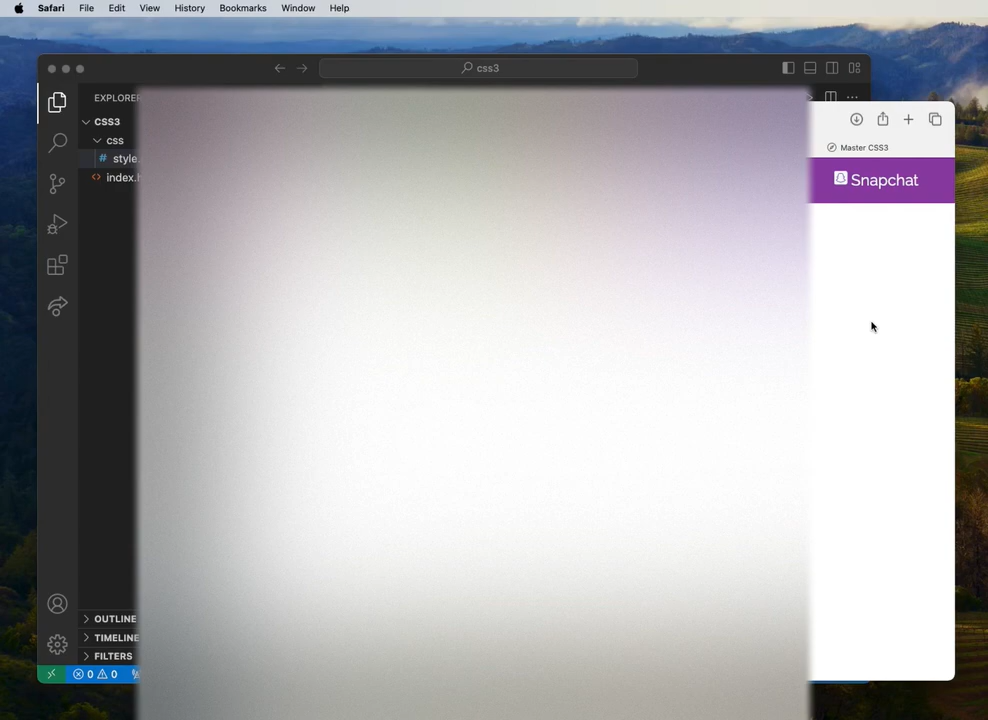 Safari File Edit View History Bookmarks Window Help
css3
EXPLORER
CSS3
css
# style.
<> index.h
OUTLINE
TIMELINE
FILTERS
0 0
Master CSS3
Snapchat